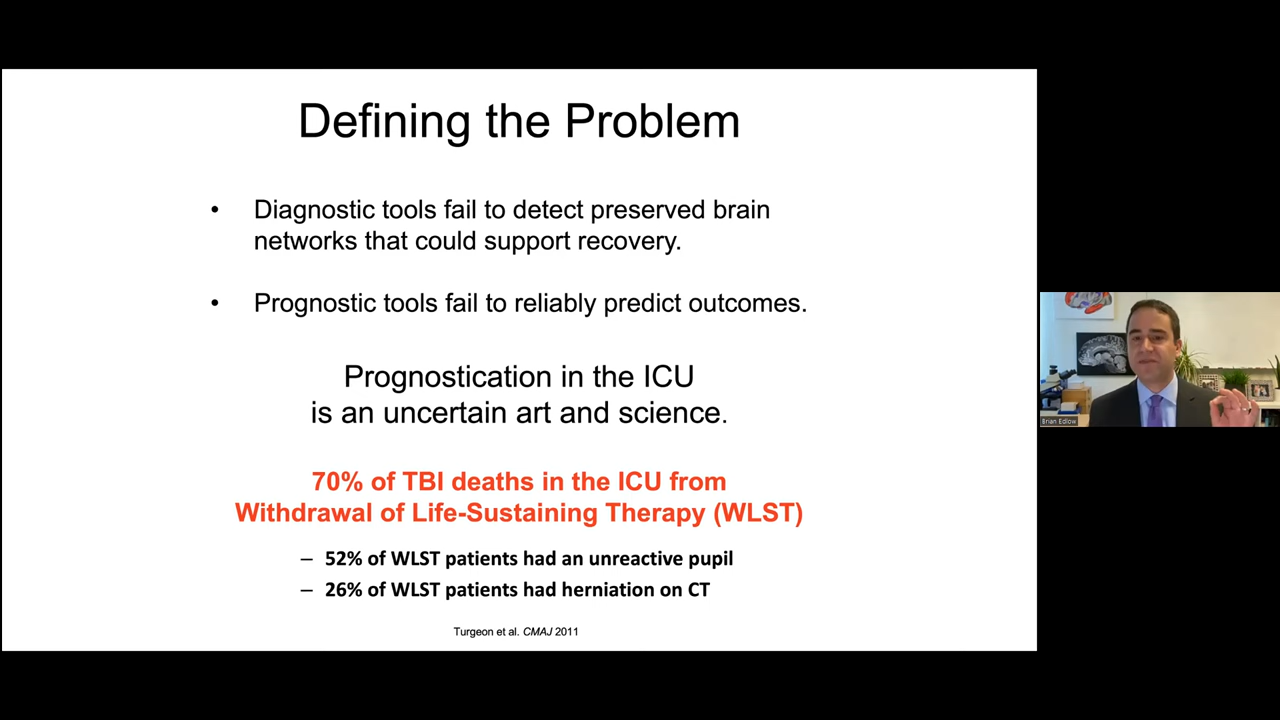 Defining the Problem
• Diagnostic tools fail to detect preserved brain
networks that could support recovery.
• Prognostic tools fail to reliably predict outcomes.
Prognostication in the ICU
is an uncertain art and science.
70% of TBI deaths in the ICU from
Withdrawal of Life-Sustaining Therapy (WLST)
– 52% of WLST patients had an unreactive pupil
– 26% of WLST patients had herniation on CT
Turgeon et al. CMAJ 2011
Brian Edlow